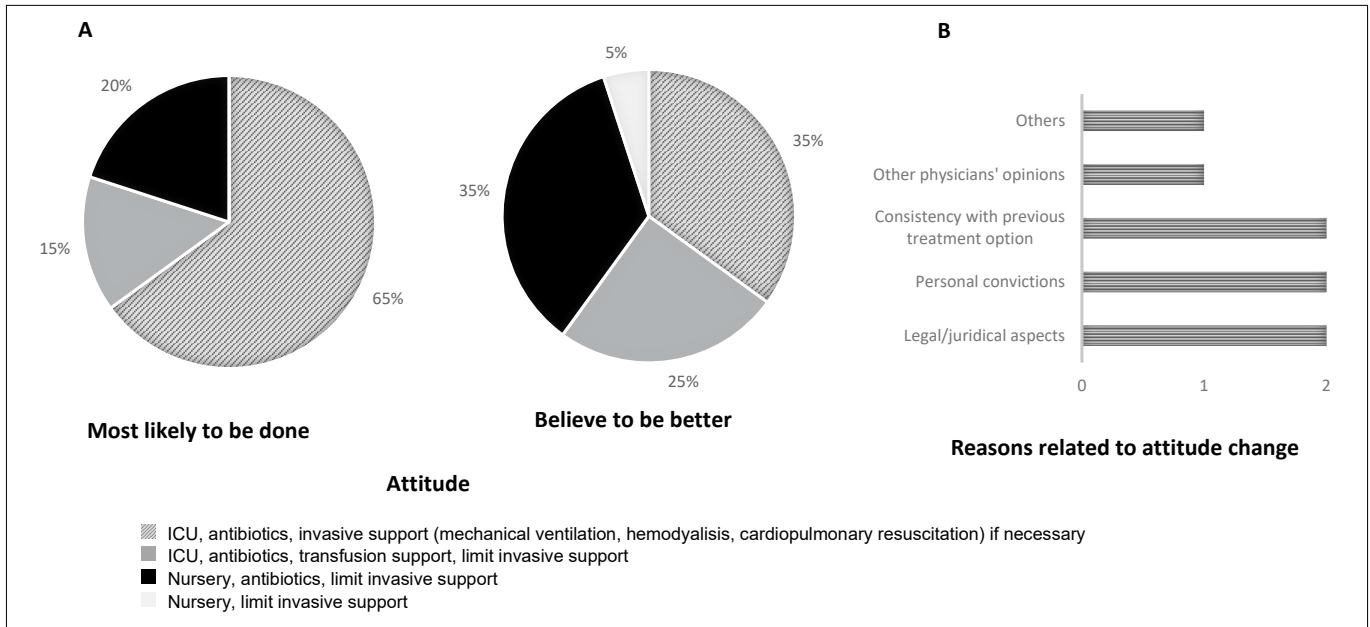 A
20%
15%
65%
Most likely to be done
5%
35%
35%
25%
Believe to be better
Attitude
ICU, antibiotics, invasive support (mechanical ventilation, hemodyalisis, cardiopulmonary resuscitation) if necessary
ICU, antibiotics, transfusion support, limit invasive support
Nursery, antibiotics, limit invasive support
Nursery, limit invasive support
B
Others
Other physicians' opinions
Consistency with previous
treatment option
Personal convictions
Legal/juridical aspects
0 1 2
Reasons related to attitude change